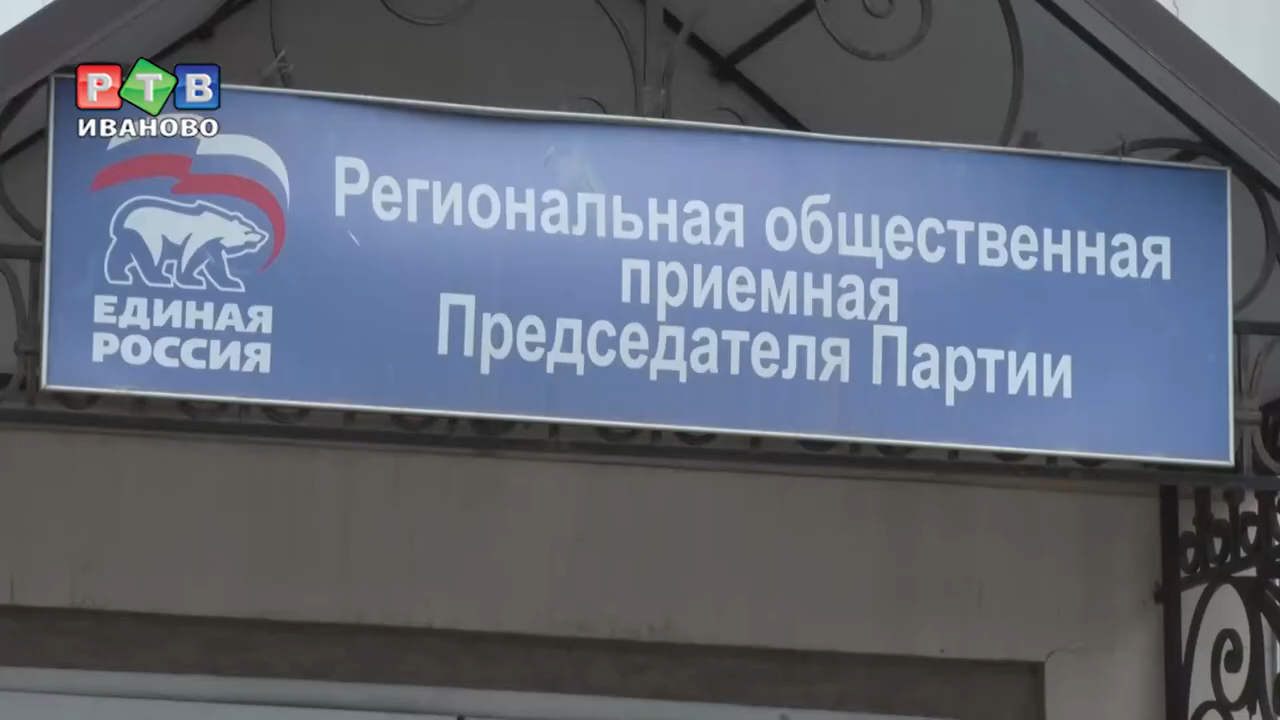 РТВ
ИВАНОВО
ЕДИНАЯ
РОССИЯ
Региональная общественная
приемная
Председателя Партии